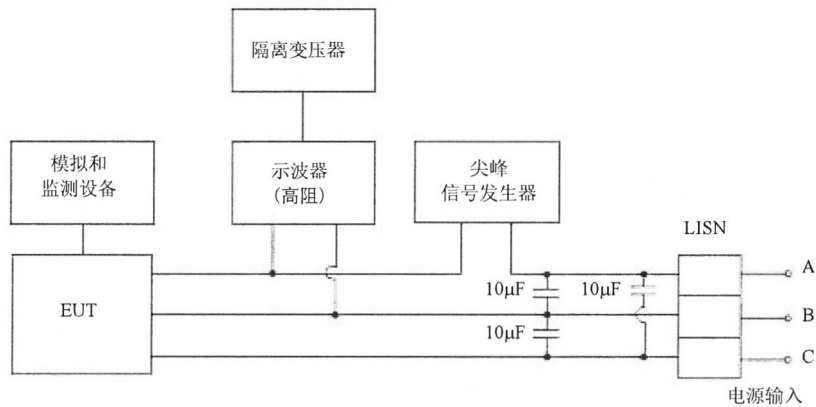 隔离变压器
模拟和
监测设备
示波器
(高阻)
尖峰
信号发生器
LISN
EUT
10μF
10μF
10μF
A
B
C
电源输入